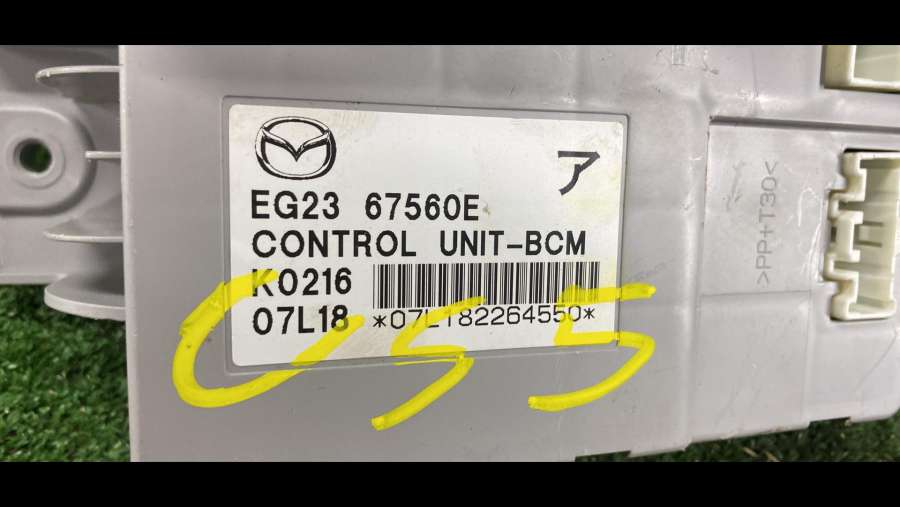 ア
EG23 67560E
CONTROL UNIT-BCM
K0216
07L18 *07L182264550*
>PP+T30<